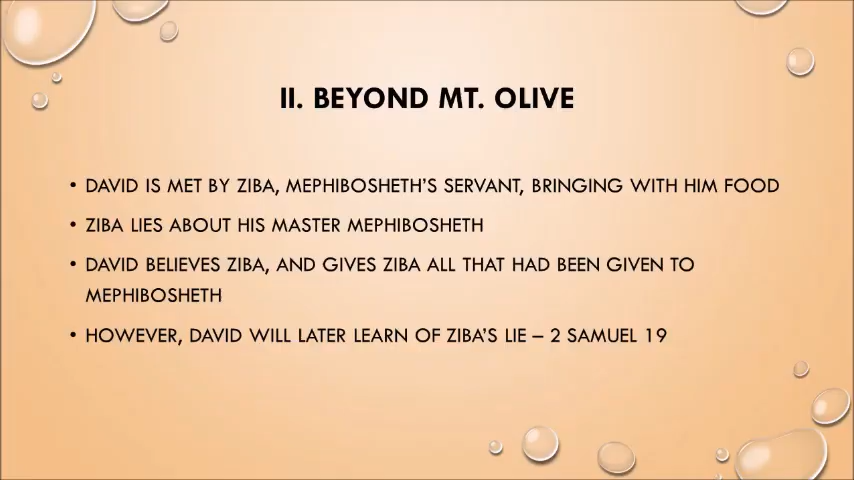 II. BEYOND MT. OLIVE
• DAVID IS MET BY ZIBA, MEPHIBOSHETH'S SERVANT, BRINGING WITH HIM FOOD
• ZIBA LIES ABOUT HIS MASTER MEPHIBOSHETH
• DAVID BELIEVES ZIBA, AND GIVES ZIBA ALL THAT HAD BEEN GIVEN TO
MEPHIBOSHETH
• HOWEVER, DAVID WILL LATER LEARN OF ZIBA'S LIE – 2 SAMUEL 19